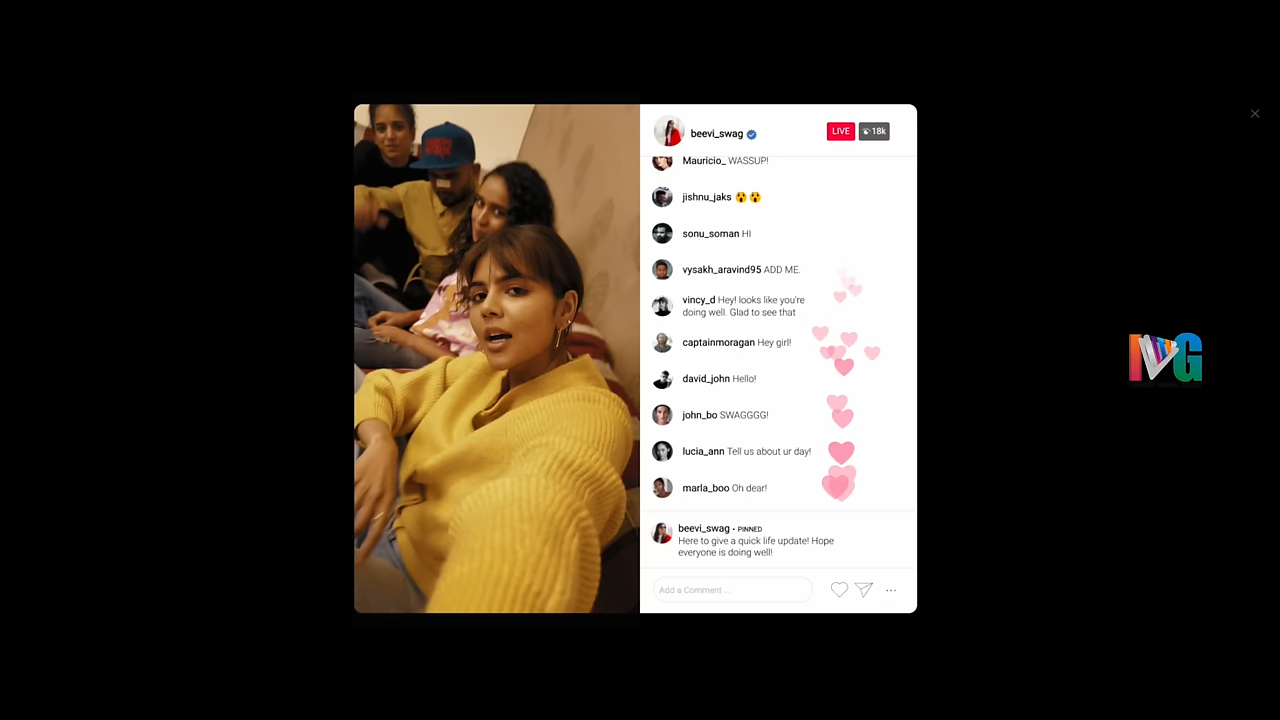 beevi_swag
LIVE
18k
Mauricio_ WASSUP!
jishnu_jaks 😵😵
sonu_soman HI
vysakh_aravind95 ADD ME.
vincy_d Hey! looks like you're
doing well. Glad to see that
captainmoragan Hey girl!
david_john Hello!
john_bo SWAGGGG!
lucia_ann Tell us about ur day!
marla_boo Oh dear!
beevi_swag • PINNED
Here to give a quick life update! Hope
everyone is doing well!
Add a Comment ...
MG